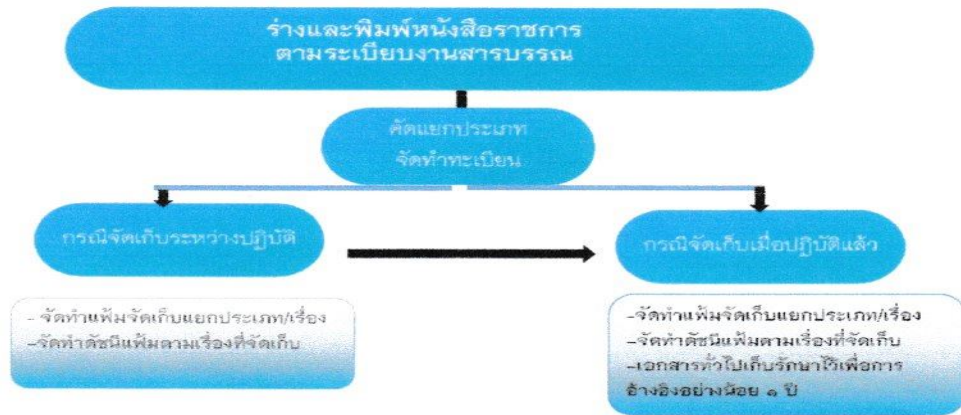 ร่างและพิมพ์หนังสือราชการ
ตามระเบียบงานสารบรรณ
คัดแยกประเภท
จัดทำทะเบียน
กรณีจัดเก็บระหว่างปฏิบัติ
กรณีจัดเก็บเมื่อปฏิบัติแล้ว
- จัดทำแฟ้มจัดเก็บแยกประเภท/เรื่อง
-จัดทำดัชนีแฟ้มตามเรื่องที่จัดเก็บ
-จัดทำแฟ้มจัดเก็บแยกประเภท/เรื่อง
-จัดทำดัชนีแฟ้มตามเรื่องที่จัดเก็บ
-เอกสารทั่วไปเก็บรักษาไว้เพื่อการ
อ้างอิงอย่างน้อย ๑ ปี